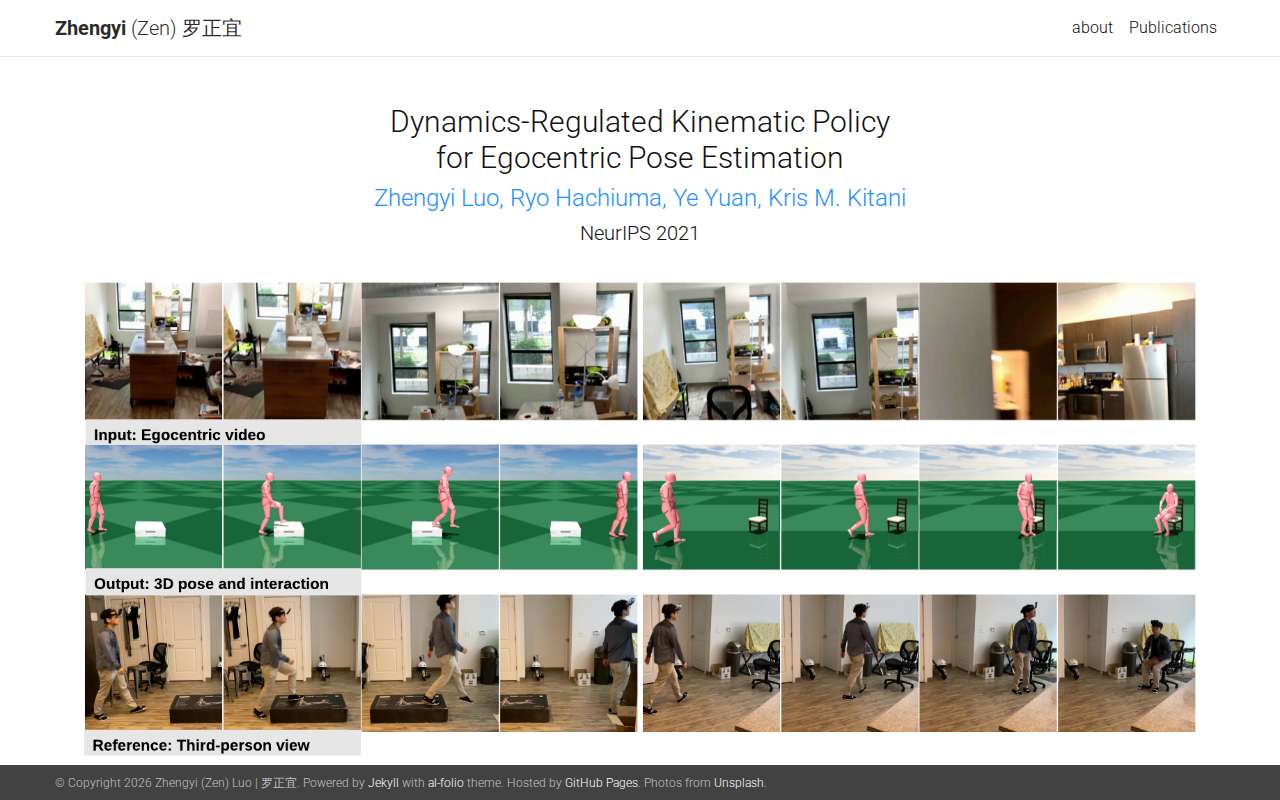 Zhengyi (Zen) 罗正宜
about Publications
Dynamics-Regulated Kinematic Policy
for Egocentric Pose Estimation
Zhengyi Luo, Ryo Hachiuma, Ye Yuan, Kris M. Kitani
NeurIPS 2021
Input: Egocentric video
Output: 3D pose and interaction
Reference: Third-person view
© Copyright 2026 Zhengyi (Zen) Luo | 罗正宜. Powered by Jekyll with al-folio theme. Hosted by GitHub Pages. Photos from Unsplash.